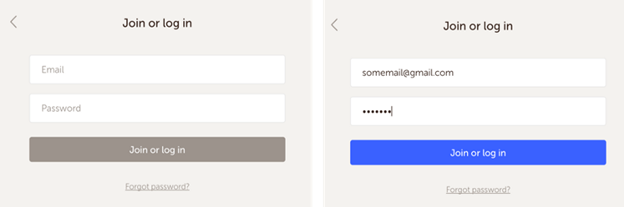 Join or log in
Email
Password
Join or log in
Forgot password?
Join or log in
somemail@gmail.com
•••••••
Join or log in
Forgot password?